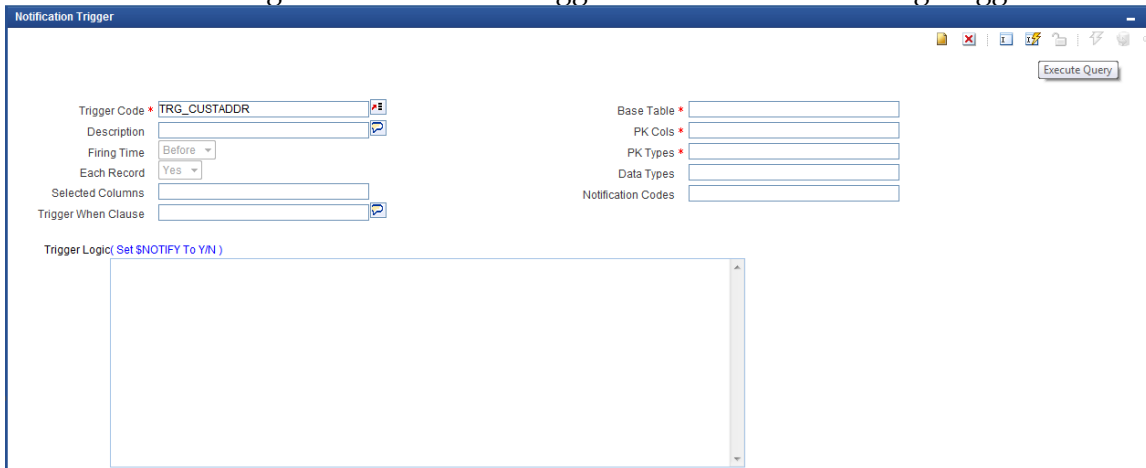 Notification Trigger
Execute Query
Trigger Code * TRG_CUSTADDR
Base Table *
Description
PK Cols *
Firing Time Before
PK Types *
Each Record Yes
Data Types
Selected Columns
Notification Codes
Trigger When Clause
Trigger Logic( Set $NOTIFY To Y/N )